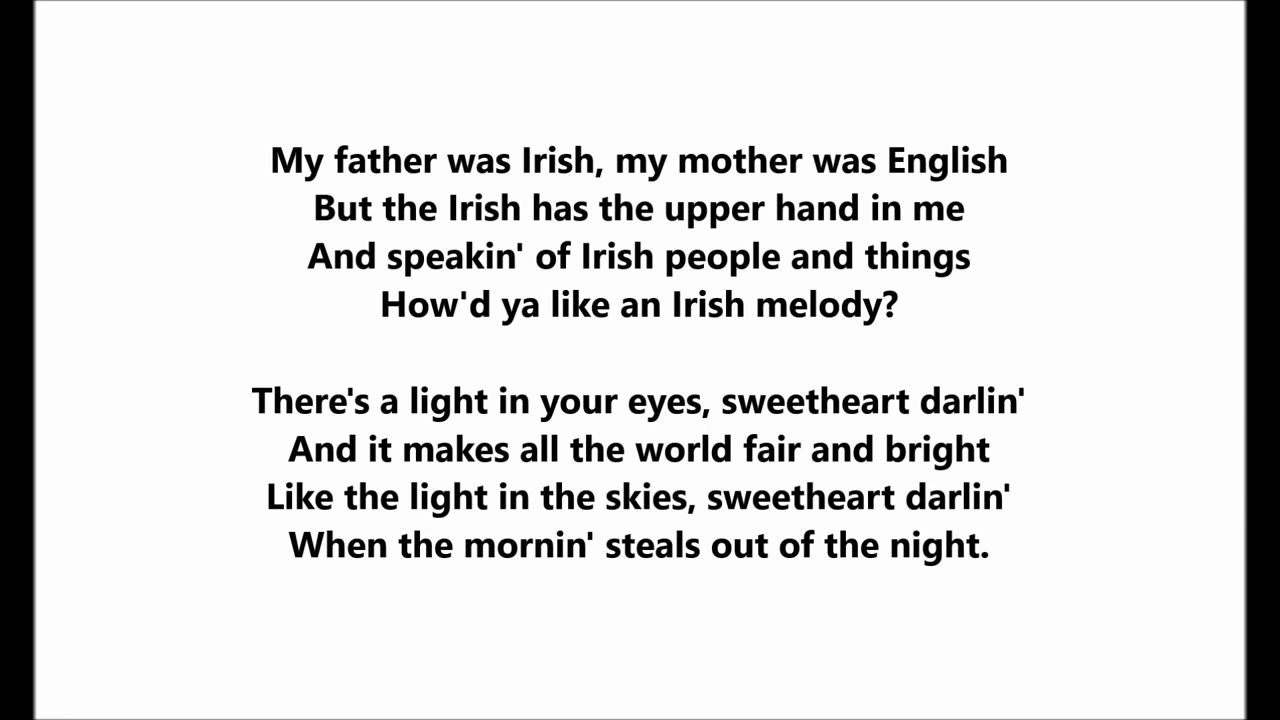 My father was Irish, my mother was English
But the Irish has the upper hand in me
And speakin' of Irish people and things
How'd ya like an Irish melody?
There's a light in your eyes, sweetheart darlin'
And it makes all the world fair and bright
Like the light in the skies, sweetheart darlin'
When the mornin' steals out of the night.